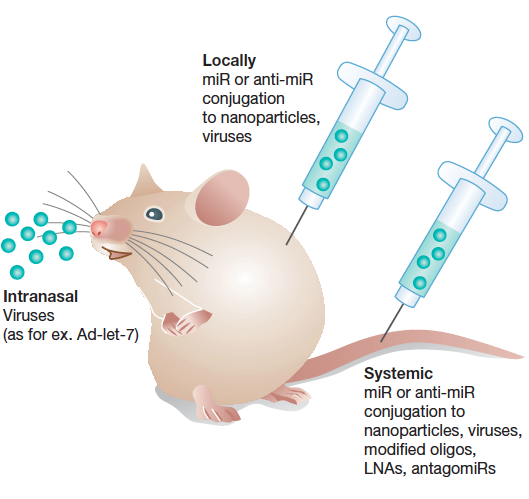 Locally
miR or anti-miR
conjugation
to nanoparticles,
viruses
Intranasal
Viruses
(as for ex. Ad-let-7)
Systemic
miR or anti-miR
conjugation to
nanoparticles, viruses,
modified oligos,
LNAs, antagomiRs